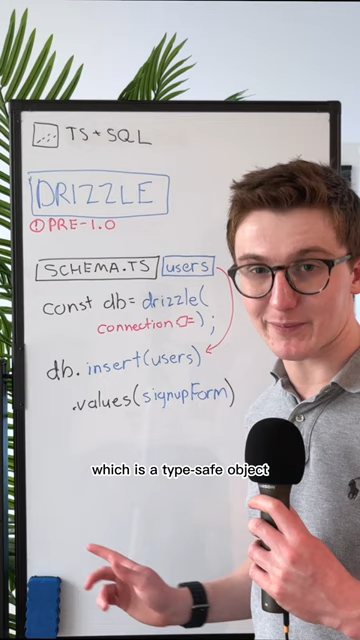 TS + SQL
DRIZZLE
! PRE-1.0
SCHEMA.TS users
const db = drizzle(
connection );
db.insert(users)
.values(signupForm)
which is a type-safe object